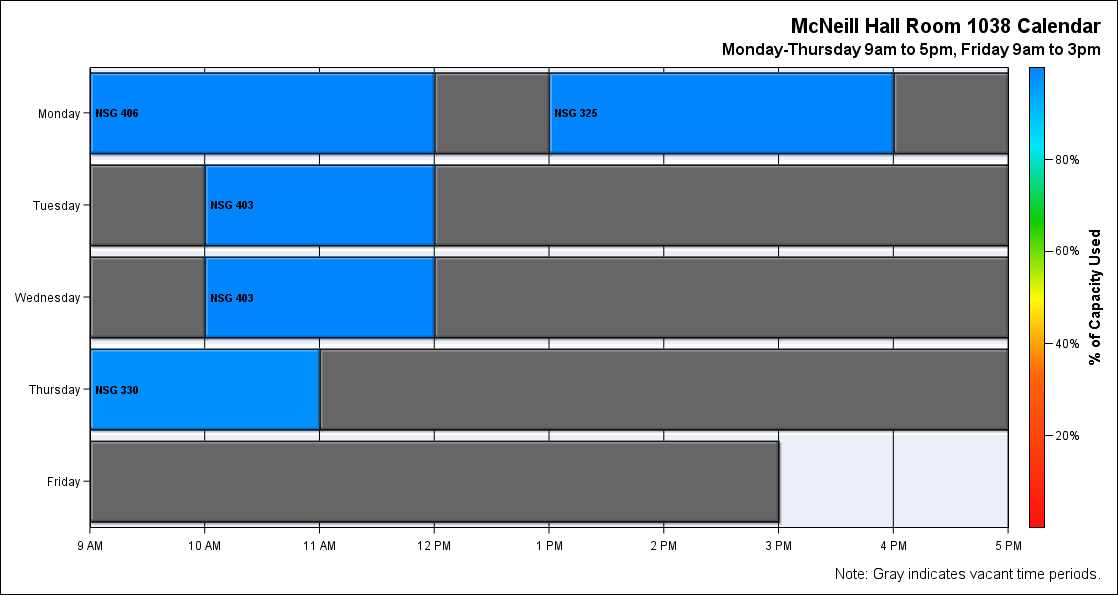 McNeill Hall Room 1038 Calendar
Monday-Thursday 9am to 5pm, Friday 9am to 3pm
Monday
NSG 406
NSG 325
Tuesday
NSG 403
Wednesday
NSG 403
Thursday
NSG 330
Friday
9 AM 10 AM 11 AM 12 PM 1 PM 2 PM 3 PM 4 PM 5 PM
80%
60%
40%
20%
% of Capacity Used
Note: Gray indicates vacant time periods.